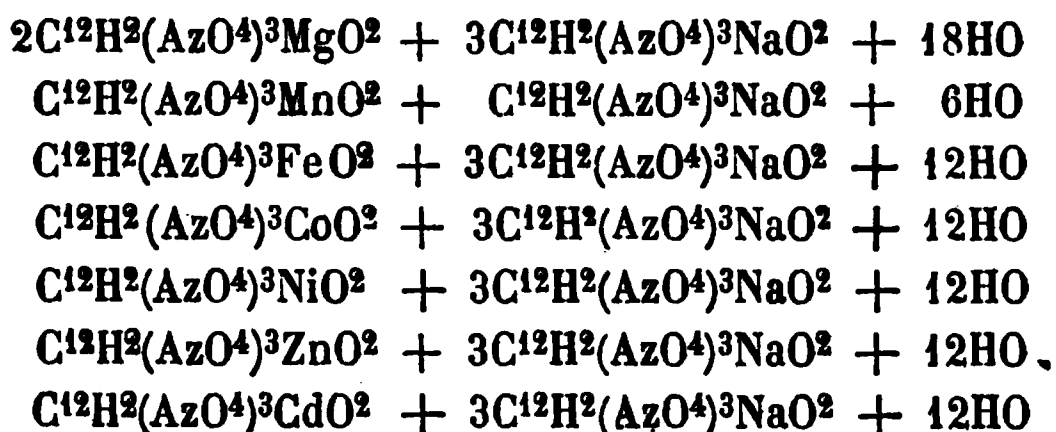 2C¹²H²(AzO⁴)³MgO² + 3C¹²H²(AzO⁴)³NaO² + 18HO
C¹²H²(AzO⁴)³MnO² + C¹²H²(AzO⁴)³NaO² + 6HO
C¹²H²(AzO⁴)³FeO² + 3C¹²H²(AzO⁴)³NaO² + 12HO
C¹²H²(AzO⁴)³CoO² + 3C¹²H²(AzO⁴)³NaO² + 12HO
C¹²H²(AzO⁴)³NiO² + 3C¹²H²(AzO⁴)³NaO² + 12HO
C¹²H²(AzO⁴)³ZnO² + 3C¹²H²(AzO⁴)³NaO² + 12HO.
C¹²H²(AzO⁴)³CdO² + 3C¹²H²(AzO⁴)³NaO² + 12HO